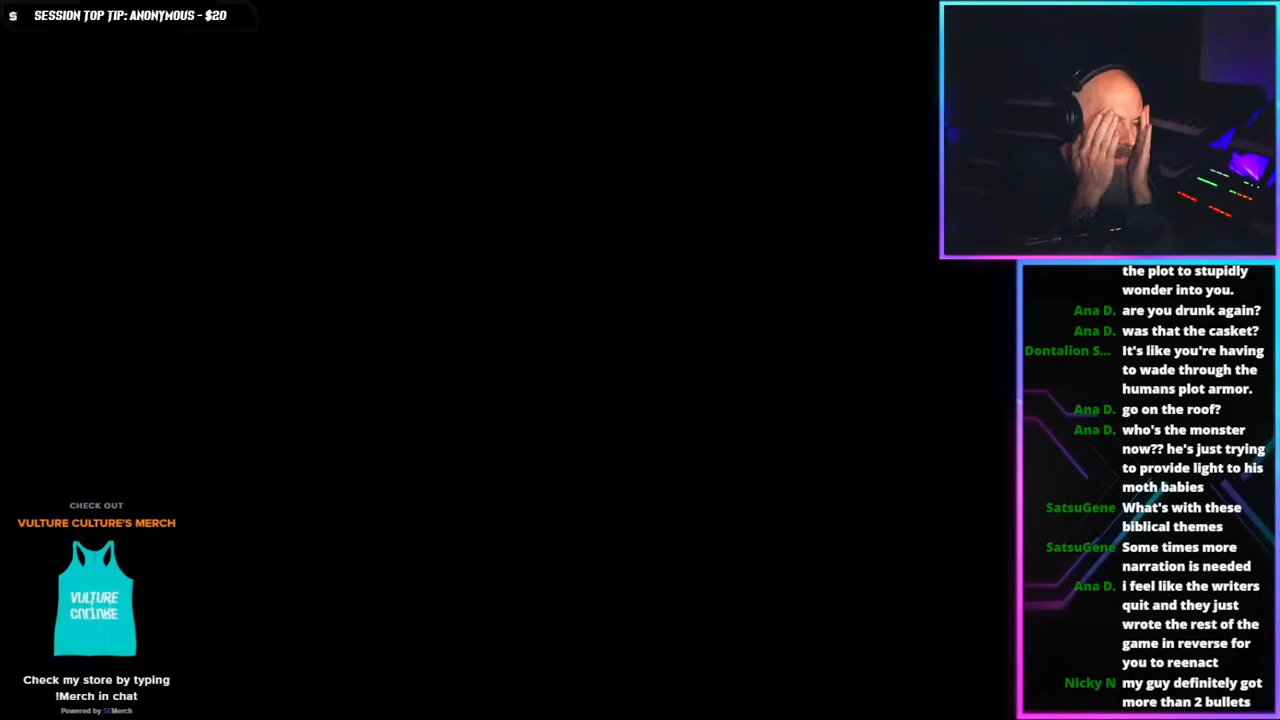 $ SESSION TOP TIP: ANONYMOUS - $20
the plot to stupidly
wonder into you.
Ana D. are you drunk again?
Ana D. was that the casket?
Dontalion S... It's like you're having
to wade through the
humans plot armor.
Ana D. go on the roof?
Ana D. who's the monster
now?? he's just trying
to provide light to his
moth babies
SatsuGene What's with these
biblical themes
SatsuGene Some times more
narration is needed
Ana D. i feel like the writers
quit and they just
wrote the rest of the
game in reverse for
you to reenact
Nicky N my guy definitely got
more than 2 bullets
CHECK OUT
VULTURE CULTURE'S MERCH
VULTURE
CULTURE
Check my store by typing
!Merch in chat
Powered by SEMerch